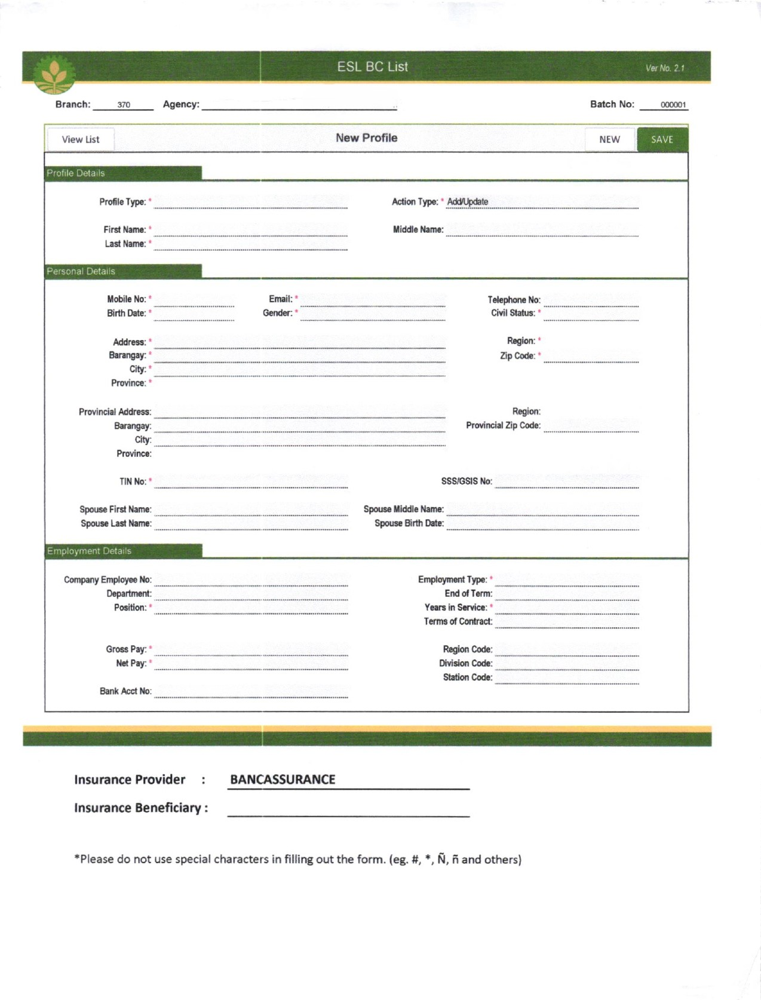 ESL BC List Ver No. 2.1
Branch: 370 Agency: Batch No: 000001
View List New Profile NEW SAVE
Profile Details
Profile Type: * Action Type: * Add/Update
First Name: * Middle Name:
Last Name: *
Personal Details
Mobile No: * Email: * Telephone No:
Birth Date: * Gender: * Civil Status: *
Address: * Region: *
Barangay: * Zip Code: *
City: *
Province: *
Provincial Address: Region:
Barangay: Provincial Zip Code:
City:
Province:
TIN No: * SSS/GSIS No:
Spouse First Name: Spouse Middle Name:
Spouse Last Name: Spouse Birth Date:
Employment Details
Company Employee No: Employment Type: *
Department: End of Term:
Position: * Years in Service: *
Terms of Contract:
Gross Pay: * Region Code:
Net Pay: * Division Code:
Station Code:
Bank Acct No:
Insurance Provider : BANCASSURANCE
Insurance Beneficiary :
*Please do not use special characters in filling out the form. (eg. #, *, Ñ, ñ and others)